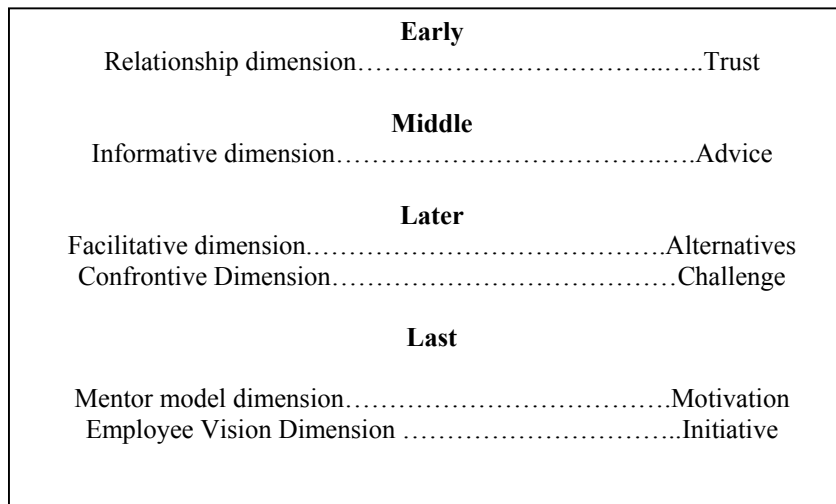 Early
Relationship dimension……………………………..…..Trust
Middle
Informative dimension……………………………….….Advice
Later
Facilitative dimension.……………………………….Alternatives
Confrontive Dimension………………………………Challenge
Last
Mentor model dimension…………………………….Motivation
Employee Vision Dimension ………………………...Initiative